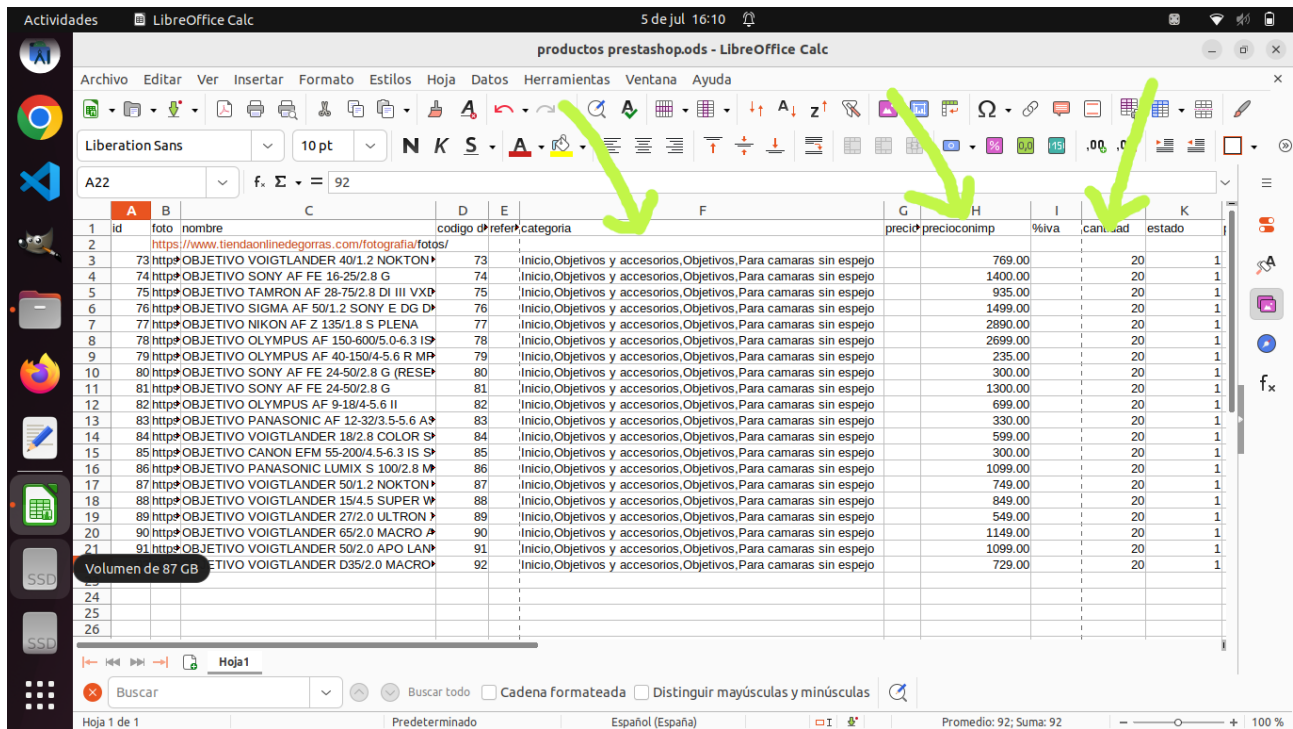 Actividades LibreOffice Calc 5 de jul 16:10
productos prestashop.ods - LibreOffice Calc
Archivo Editar Ver Insertar Formato Estilos Hoja Datos Herramientas Ventana Ayuda
Liberation Sans 10 pt N K S
A22 92
A B C D E F G H I K
1 id foto nombre codigo d refer categoria precio precioconimp %iva cantidad estado
2 https://www.tiendaonlinedegorras.com/fotografia/fotos/
3 73 https OBJETIVO VOIGTLANDER 40/1.2 NOKTON 73 Inicio,Objetivos y accesorios,Objetivos,Para camaras sin espejo 769.00 20 1
4 74 https OBJETIVO SONY AF FE 16-25/2.8 G 74 Inicio,Objetivos y accesorios,Objetivos,Para camaras sin espejo 1400.00 20 1
5 75 https OBJETIVO TAMRON AF 28-75/2.8 DI III VXD 75 Inicio,Objetivos y accesorios,Objetivos,Para camaras sin espejo 935.00 20 1
6 76 https OBJETIVO SIGMA AF 50/1.2 SONY E DG D 76 Inicio,Objetivos y accesorios,Objetivos,Para camaras sin espejo 1499.00 20 1
7 77 https OBJETIVO NIKON AF Z 135/1.8 S PLENA 77 Inicio,Objetivos y accesorios,Objetivos,Para camaras sin espejo 2890.00 20 1
8 78 https OBJETIVO OLYMPUS AF 150-600/5.0-6.3 IS 78 Inicio,Objetivos y accesorios,Objetivos,Para camaras sin espejo 2699.00 20 1
9 79 https OBJETIVO OLYMPUS AF 40-150/4-5.6 R 79 Inicio,Objetivos y accesorios,Objetivos,Para camaras sin espejo 235.00 20 1
10 80 https OBJETIVO SONY AF FE 24-50/2.8 G (RESE 80 Inicio,Objetivos y accesorios,Objetivos,Para camaras sin espejo 300.00 20 1
11 81 https OBJETIVO SONY AF FE 24-50/2.8 G 81 Inicio,Objetivos y accesorios,Objetivos,Para camaras sin espejo 1300.00 20 1
12 82 https OBJETIVO OLYMPUS AF 9-18/4-5.6 II 82 Inicio,Objetivos y accesorios,Objetivos,Para camaras sin espejo 699.00 20 1
13 83 https OBJETIVO PANASONIC AF 12-32/3.5-5.6 83 Inicio,Objetivos y accesorios,Objetivos,Para camaras sin espejo 330.00 20 1
14 84 https OBJETIVO VOIGTLANDER 18/2.8 COLOR S 84 Inicio,Objetivos y accesorios,Objetivos,Para camaras sin espejo 599.00 20 1
15 85 https OBJETIVO CANON EFM 55-200/4.5-6.3 IS S 85 Inicio,Objetivos y accesorios,Objetivos,Para camaras sin espejo 300.00 20 1
16 86 https OBJETIVO PANASONIC LUMIX S 100/2.8 M 86 Inicio,Objetivos y accesorios,Objetivos,Para camaras sin espejo 1099.00 20 1
17 87 https OBJETIVO VOIGTLANDER 50/1.2 NOKTON 87 Inicio,Objetivos y accesorios,Objetivos,Para camaras sin espejo 749.00 20 1
18 88 https OBJETIVO VOIGTLANDER 15/4.5 SUPER W 88 Inicio,Objetivos y accesorios,Objetivos,Para camaras sin espejo 849.00 20 1
19 89 https OBJETIVO VOIGTLANDER 27/2.0 ULTRON 89 Inicio,Objetivos y accesorios,Objetivos,Para camaras sin espejo 549.00 20 1
20 90 https OBJETIVO VOIGTLANDER 65/2.0 MACRO 90 Inicio,Objetivos y accesorios,Objetivos,Para camaras sin espejo 1149.00 20 1
21 91 https OBJETIVO VOIGTLANDER 50/2.0 APO LAN 91 Inicio,Objetivos y accesorios,Objetivos,Para camaras sin espejo 1099.00 20 1
Volumen de 87 GB ETIVO VOIGTLANDER D35/2.0 MACRO 92 Inicio,Objetivos y accesorios,Objetivos,Para camaras sin espejo 729.00 20 1
24
25
26
Hoja1
Buscar Buscar todo Cadena formateada Distinguir mayúsculas y minúsculas
Hoja 1 de 1 Predeterminado Español (España) Promedio: 92; Suma: 92 100 %